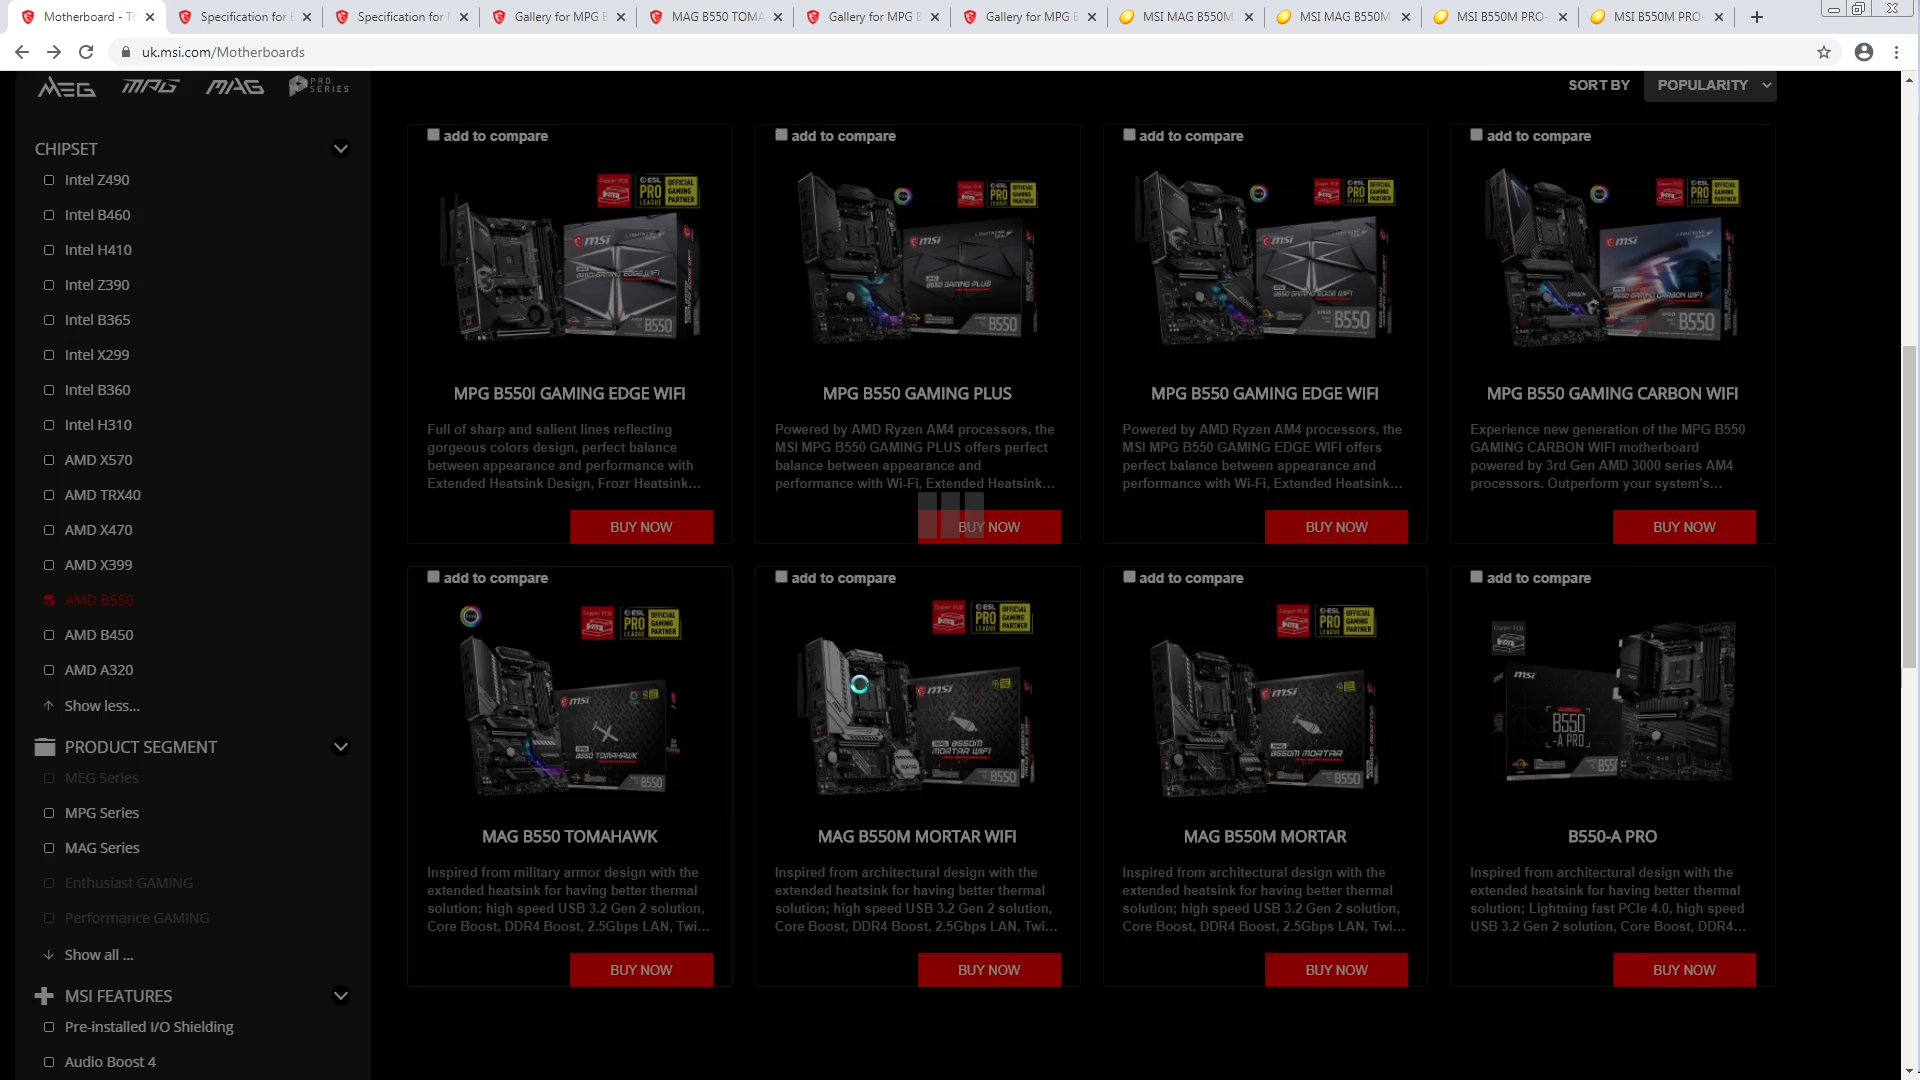 Motherboard - Th
Specification for B
Specification for M
Gallery for MPG B
MAG B550 TOMA
Gallery for MPG B
Gallery for MPG B
MSI MAG B550M
MSI MAG B550M
MSI B550M PRO-
MSI B550M PRO-
uk.msi.com/Motherboards
MEG
MPG
MAG
PRO SERIES
SORT BY
POPULARITY
CHIPSET
Intel Z490
Intel B460
Intel H410
Intel Z390
Intel B365
Intel X299
Intel B360
Intel H310
AMD X570
AMD TRX40
AMD X470
AMD X399
AMD B550
AMD B450
AMD A320
Show less...
PRODUCT SEGMENT
MEG Series
MPG Series
MAG Series
Enthusiast GAMING
Performance GAMING
Show all ...
MSI FEATURES
Pre-installed I/O Shielding
Audio Boost 4
add to compare
MPG B550I GAMING EDGE WIFI
Full of sharp and salient lines reflecting
gorgeous colors design, perfect balance
between appearance and performance with
Extended Heatsink Design, Frozr Heatsink...
BUY NOW
add to compare
MPG B550 GAMING PLUS
Powered by AMD Ryzen AM4 processors, the
MSI MPG B550 GAMING PLUS offers perfect
balance between appearance and
performance with Wi-Fi, Extended Heatsink...
BUY NOW
add to compare
MPG B550 GAMING EDGE WIFI
Powered by AMD Ryzen AM4 processors, the
MSI MPG B550 GAMING EDGE WIFI offers
perfect balance between appearance and
performance with Wi-Fi, Extended Heatsink...
BUY NOW
add to compare
MPG B550 GAMING CARBON WIFI
Experience new generation of the MPG B550
GAMING CARBON WIFI motherboard
powered by 3rd Gen AMD 3000 series AM4
processors. Outperform your system's...
BUY NOW
add to compare
MAG B550 TOMAHAWK
Inspired from military armor design with the
extended heatsink for having better thermal
solution; high speed USB 3.2 Gen 2 solution,
Core Boost, DDR4 Boost, 2.5Gbps LAN, Twi...
BUY NOW
add to compare
MAG B550M MORTAR WIFI
Inspired from architectural design with the
extended heatsink for having better thermal
solution; high speed USB 3.2 Gen 2 solution,
Core Boost, DDR4 Boost, 2.5Gbps LAN, Twi...
BUY NOW
add to compare
MAG B550M MORTAR
Inspired from architectural design with the
extended heatsink for having better thermal
solution; high speed USB 3.2 Gen 2 solution,
Core Boost, DDR4 Boost, 2.5Gbps LAN, Twi...
BUY NOW
add to compare
B550-A PRO
Inspired from architectural design with the
extended heatsink for having better thermal
solution; Lightning fast PCIe 4.0, high speed
USB 3.2 Gen 2 solution, Core Boost, DDR4...
BUY NOW